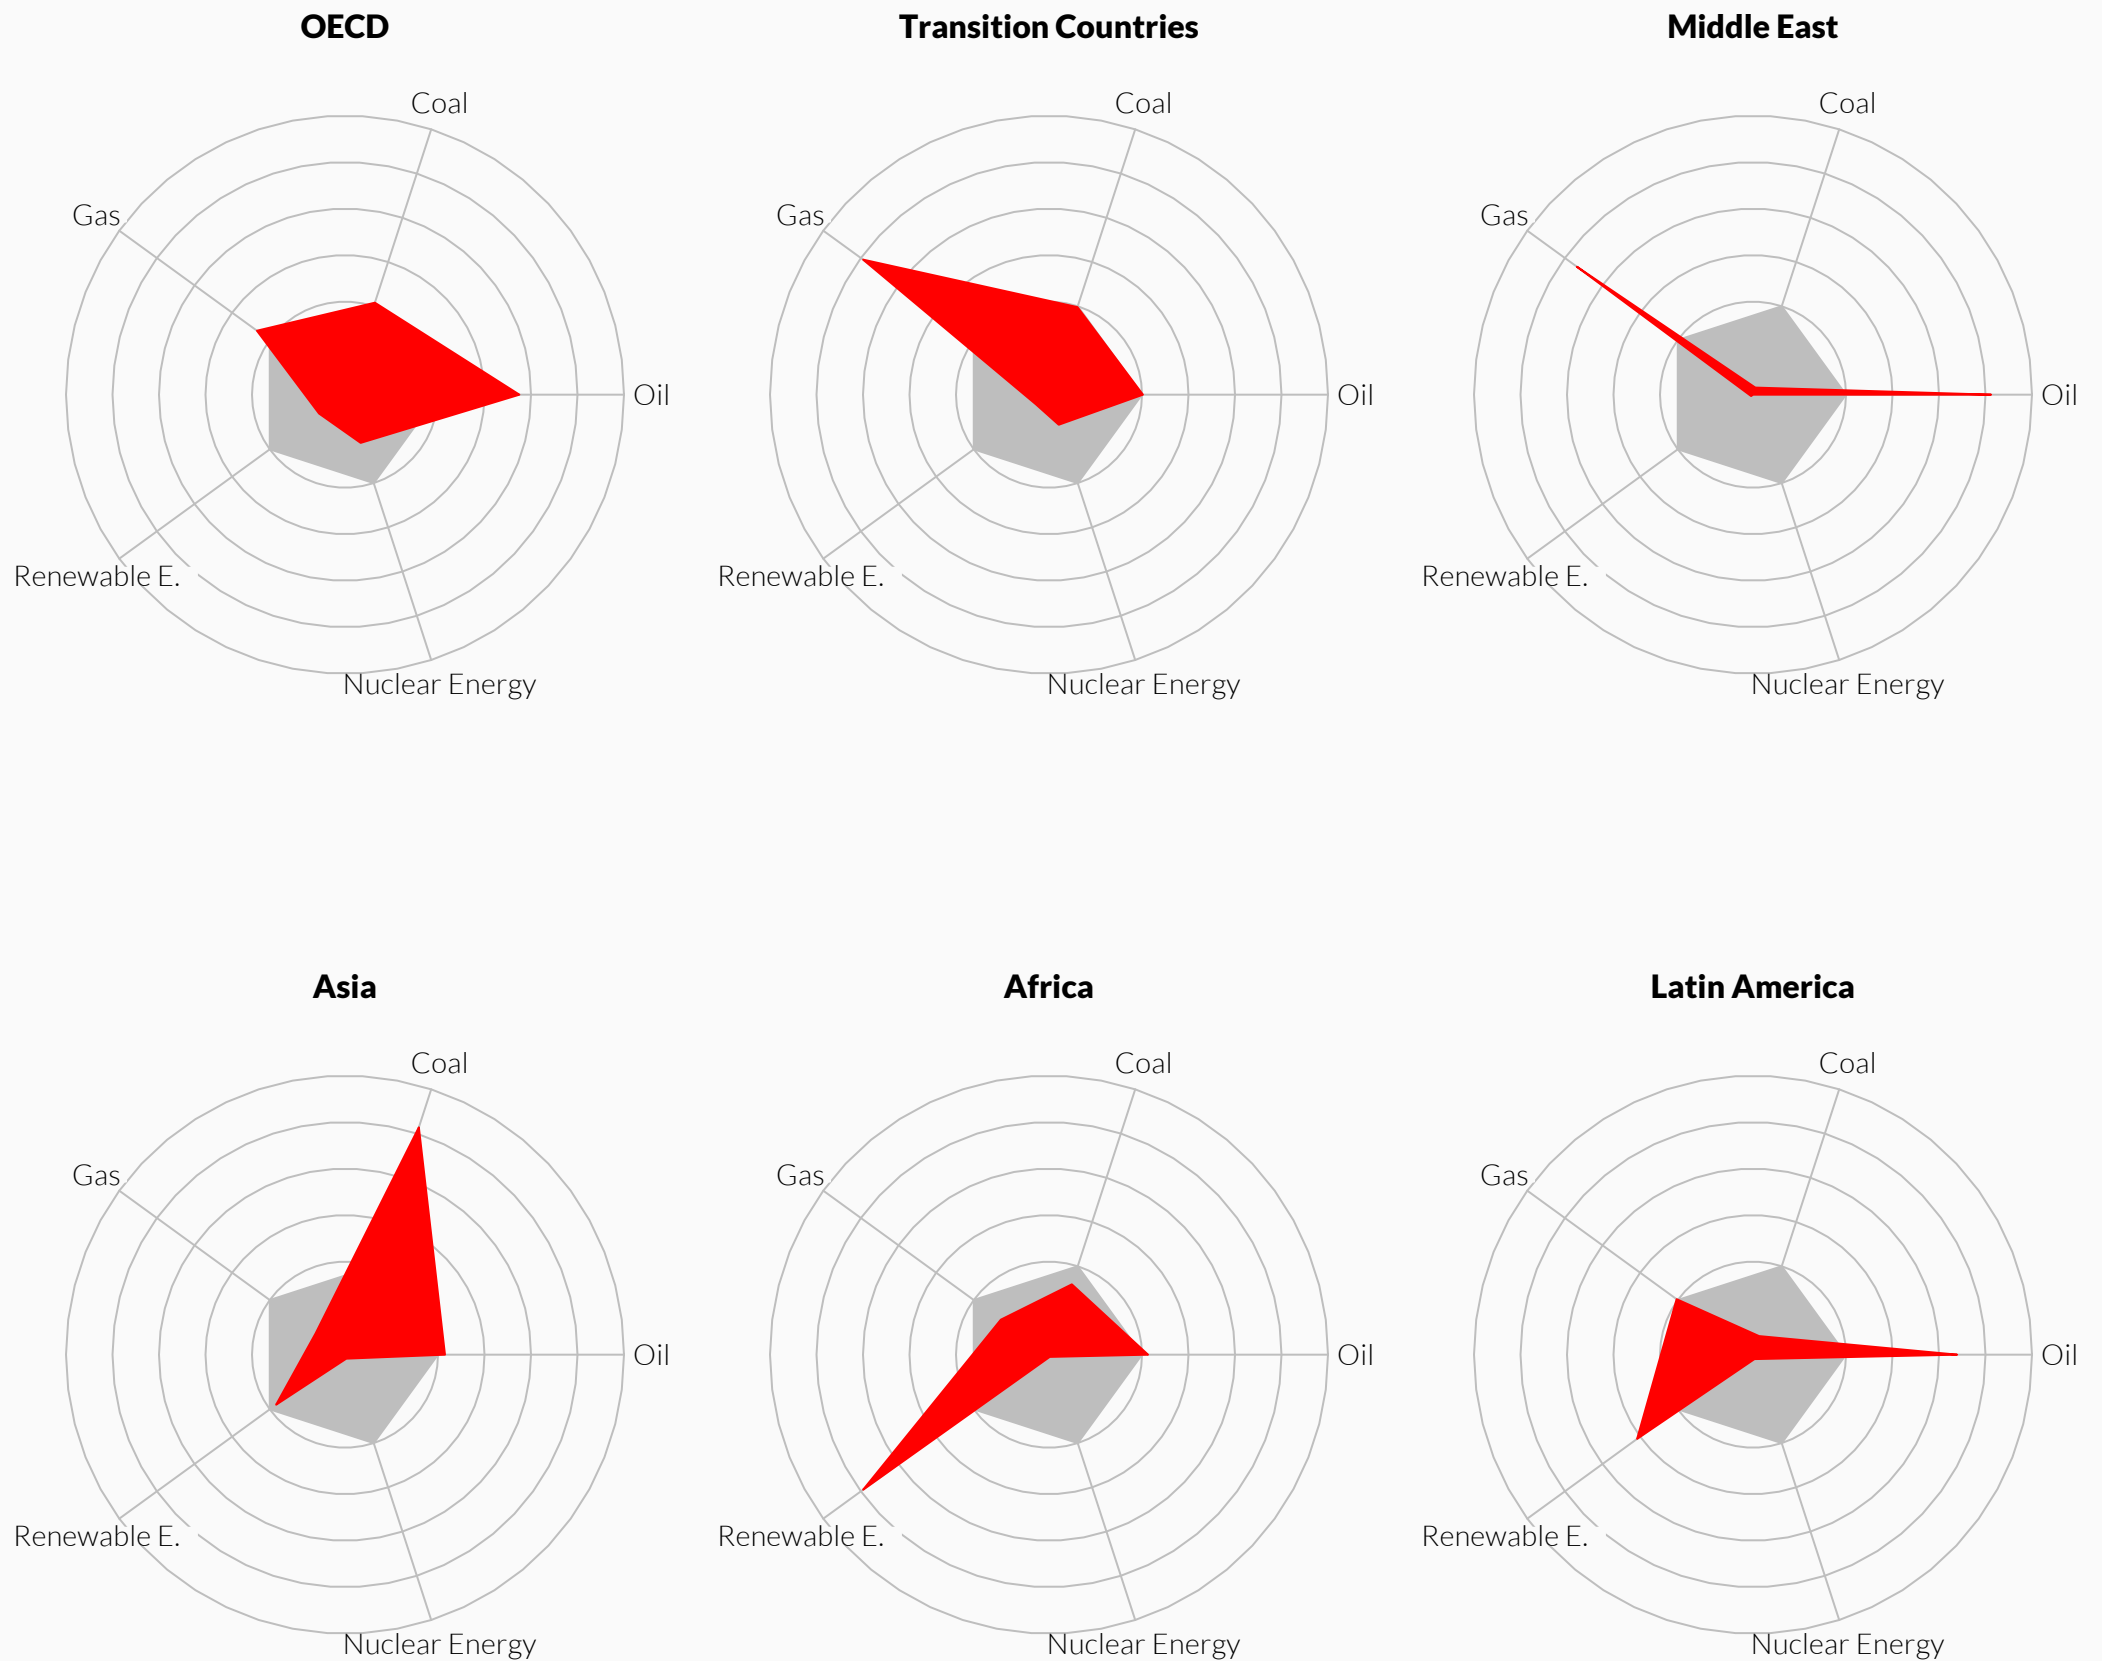 OECD
Coal
Gas
Oil
Renewable E.
Nuclear Energy
Transition Countries
Coal
Gas
Oil
Renewable E.
Nuclear Energy
Middle East
Coal
Gas
Oil
Renewable E.
Nuclear Energy
Asia
Coal
Gas
Oil
Renewable E.
Nuclear Energy
Africa
Coal
Gas
Oil
Renewable E.
Nuclear Energy
Latin America
Coal
Gas
Oil
Renewable E.
Nuclear Energy